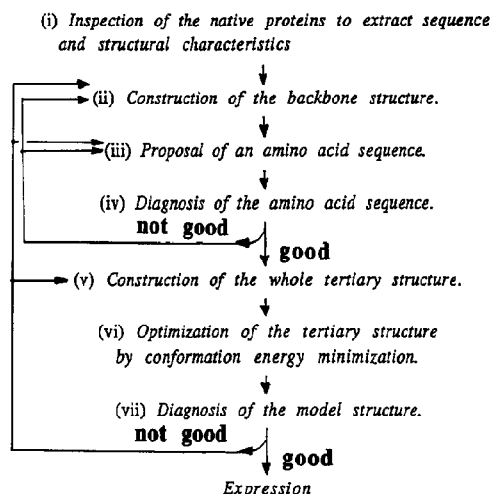 (i) Inspection of the native proteins to extract sequence
and structural characteristics
(ii) Construction of the backbone structure.
(iii) Proposal of an amino acid sequence.
(iv) Diagnosis of the amino acid sequence.
not good
good
(v) Construction of the whole tertiary structure.
(vi) Optimization of the tertiary structure
by conformation energy minimization.
(vii) Diagnosis of the model structure.
not good
good
Expression